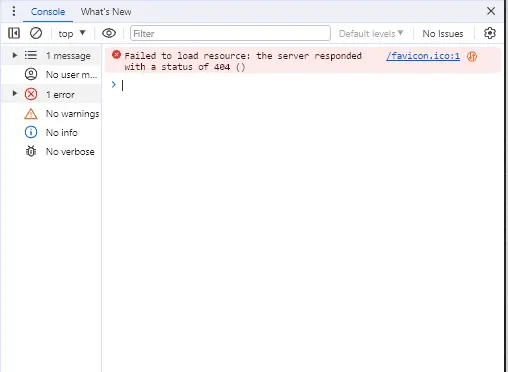 Console What's New
top Filter Default levels No Issues
1 message
No user m...
1 error
No warnings
No info
No verbose
Failed to load resource: the server responded /favicon.ico:1
with a status of 404 ()